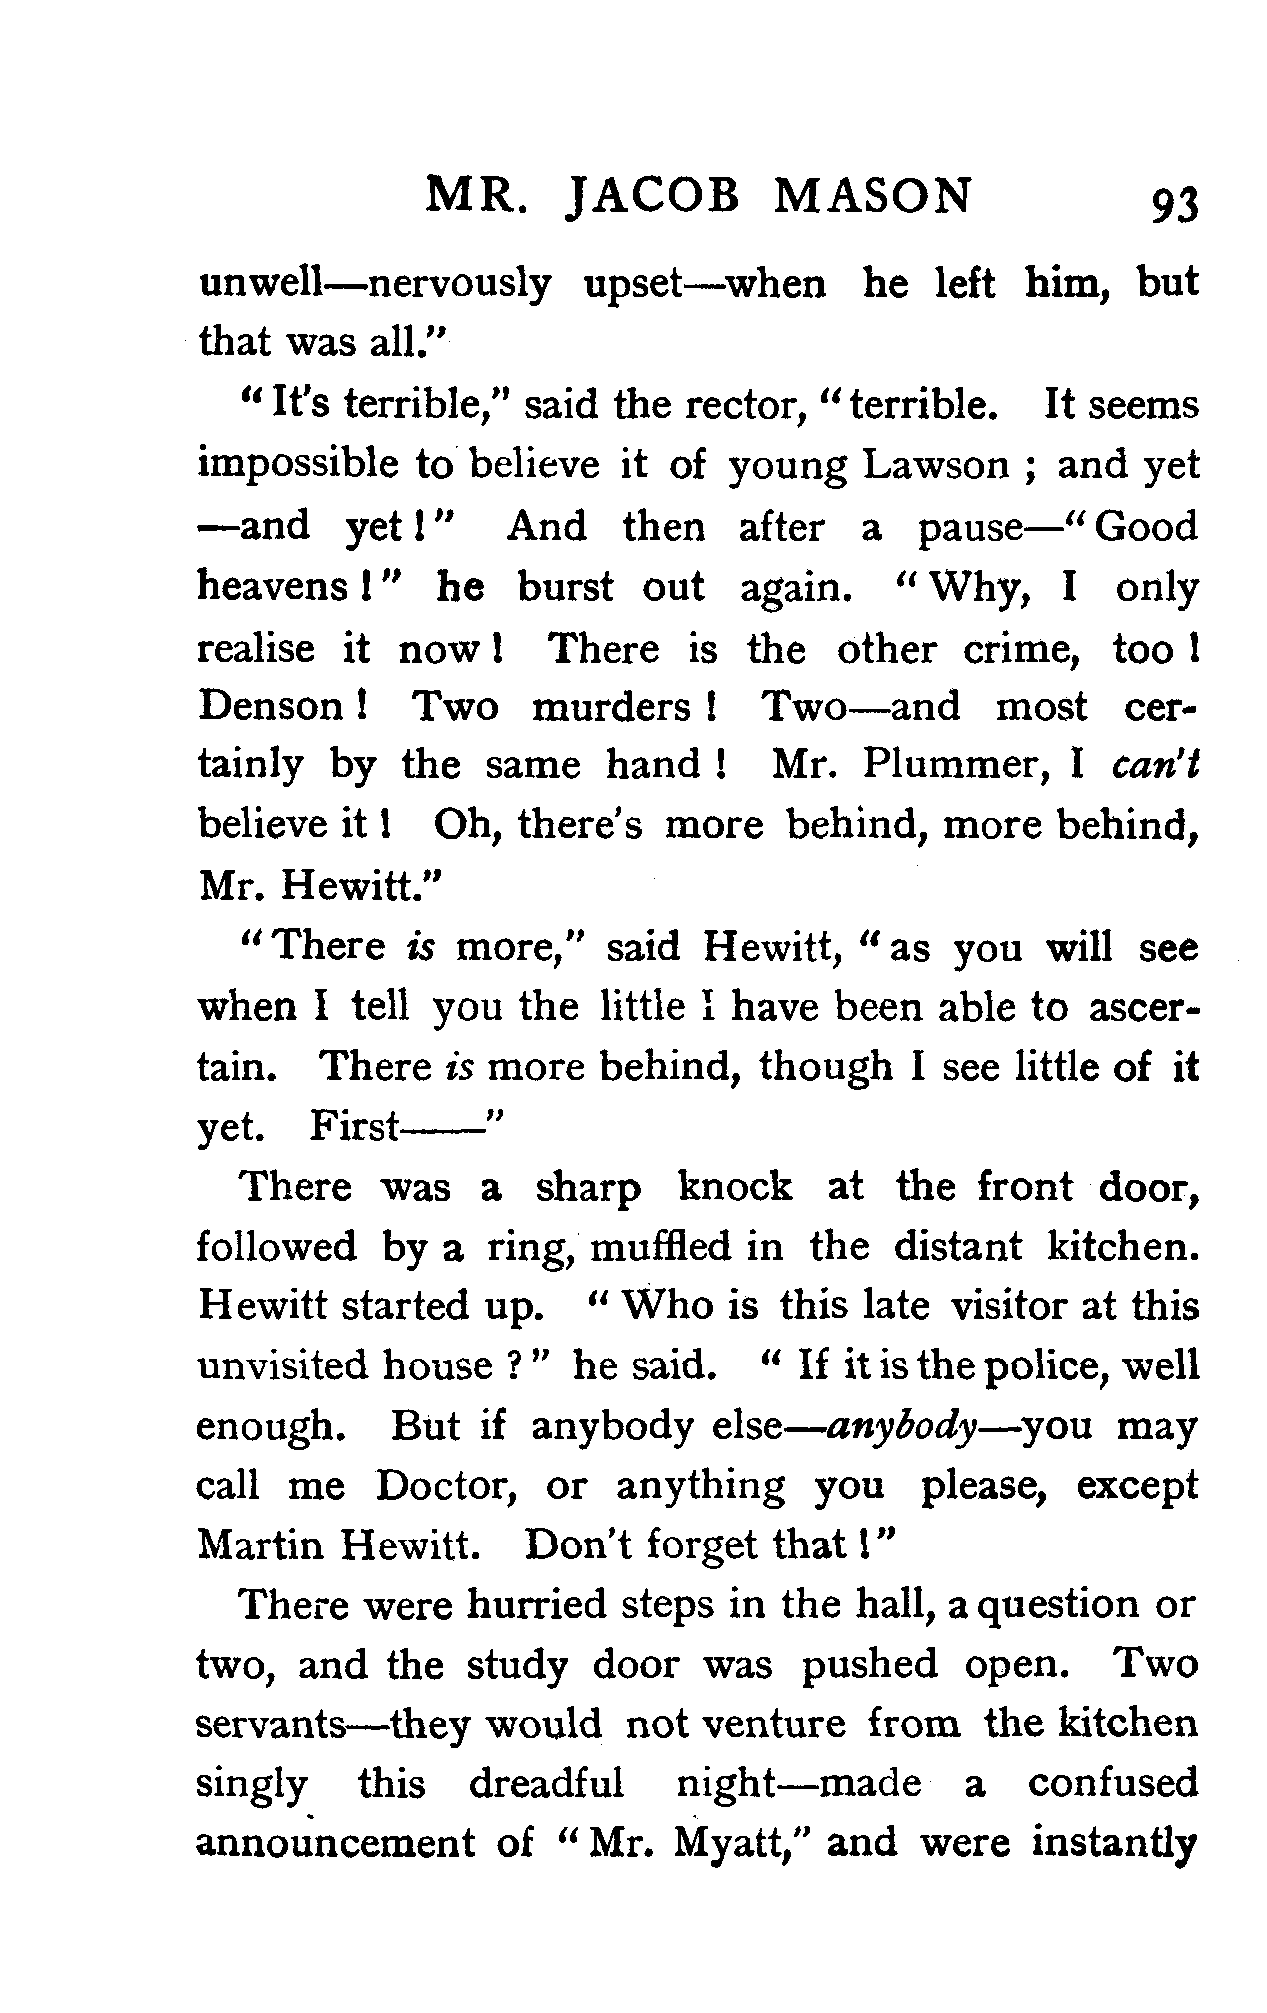 MR. JACOB MASON 93
unwell—nervously upset—when he left him, but
that was all."
"It's terrible," said the rector, "terrible. It seems
impossible to believe it of young Lawson ; and yet
—and yet!" And then after a pause—"Good
heavens!" he burst out again. "Why, I only
realise it now! There is the other crime, too!
Denson! Two murders! Two—and most cer-
tainly by the same hand! Mr. Plummer, I can't
believe it! Oh, there's more behind, more behind,
Mr. Hewitt."
"There is more," said Hewitt, "as you will see
when I tell you the little I have been able to ascer-
tain. There is more behind, though I see little of it
yet. First——"
There was a sharp knock at the front door,
followed by a ring, muffled in the distant kitchen.
Hewitt started up. "Who is this late visitor at this
unvisited house?" he said. "If it is the police, well
enough. But if anybody else—anybody—you may
call me Doctor, or anything you please, except
Martin Hewitt. Don't forget that!"
There were hurried steps in the hall, a question or
two, and the study door was pushed open. Two
servants—they would not venture from the kitchen
singly this dreadful night—made a confused
announcement of "Mr. Myatt," and were instantly